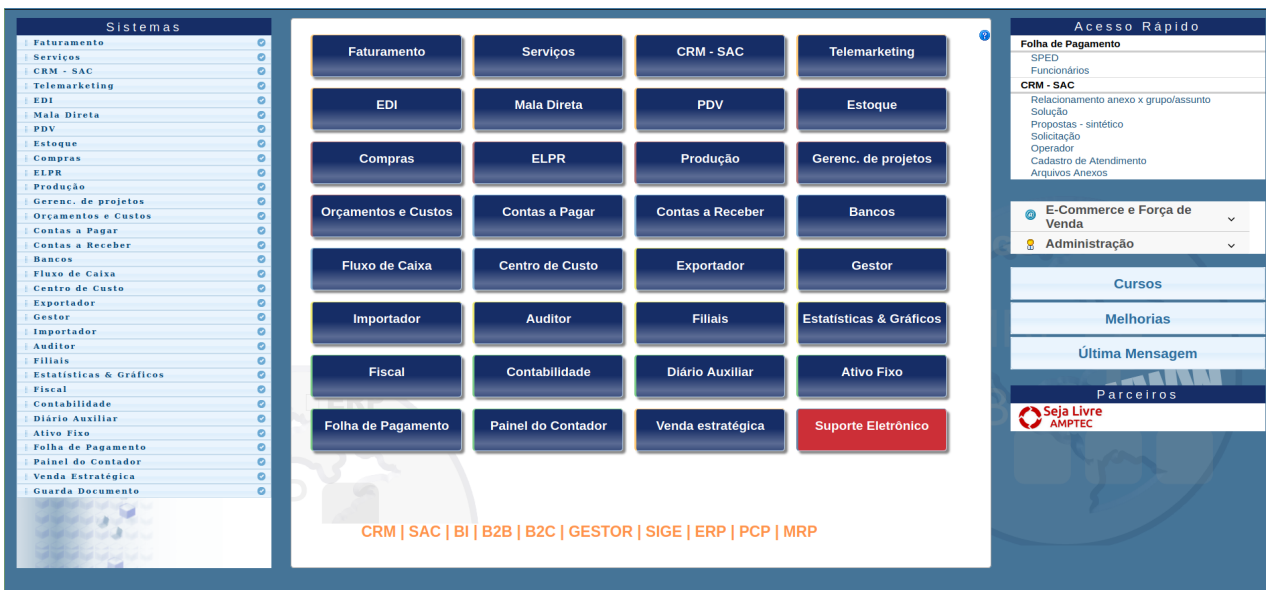 Sistemas
Faturamento
Serviços
CRM - SAC
Telemarketing
EDI
Mala Direta
PDV
Estoque
Compras
ELPR
Produção
Gerenc. de projetos
Orçamentos e Custos
Contas a Pagar
Contas a Receber
Bancos
Fluxo de Caixa
Centro de Custo
Exportador
Gestor
Importador
Auditor
Filiais
Estatísticas & Gráficos
Fiscal
Contabilidade
Diário Auxiliar
Ativo Fixo
Folha de Pagamento
Painel do Contador
Venda Estratégica
Guarda Documento
Faturamento Serviços CRM - SAC Telemarketing
EDI Mala Direta PDV Estoque
Compras ELPR Produção Gerenc. de projetos
Orçamentos e Custos Contas a Pagar Contas a Receber Bancos
Fluxo de Caixa Centro de Custo Exportador Gestor
Importador Auditor Filiais Estatísticas & Gráficos
Fiscal Contabilidade Diário Auxiliar Ativo Fixo
Folha de Pagamento Painel do Contador Venda estratégica Suporte Eletrônico
CRM | SAC | BI | B2B | B2C | GESTOR | SIGE | ERP | PCP | MRP
Acesso Rápido
Folha de Pagamento
SPED
Funcionários
CRM - SAC
Relacionamento anexo x grupo/assunto
Solução
Propostas - sintético
Solicitação
Operador
Cadastro de Atendimento
Arquivos Anexos
E-Commerce e Força de
Venda
Administração
Cursos
Melhorias
Última Mensagem
Parceiros
Seja Livre
AMPTEC